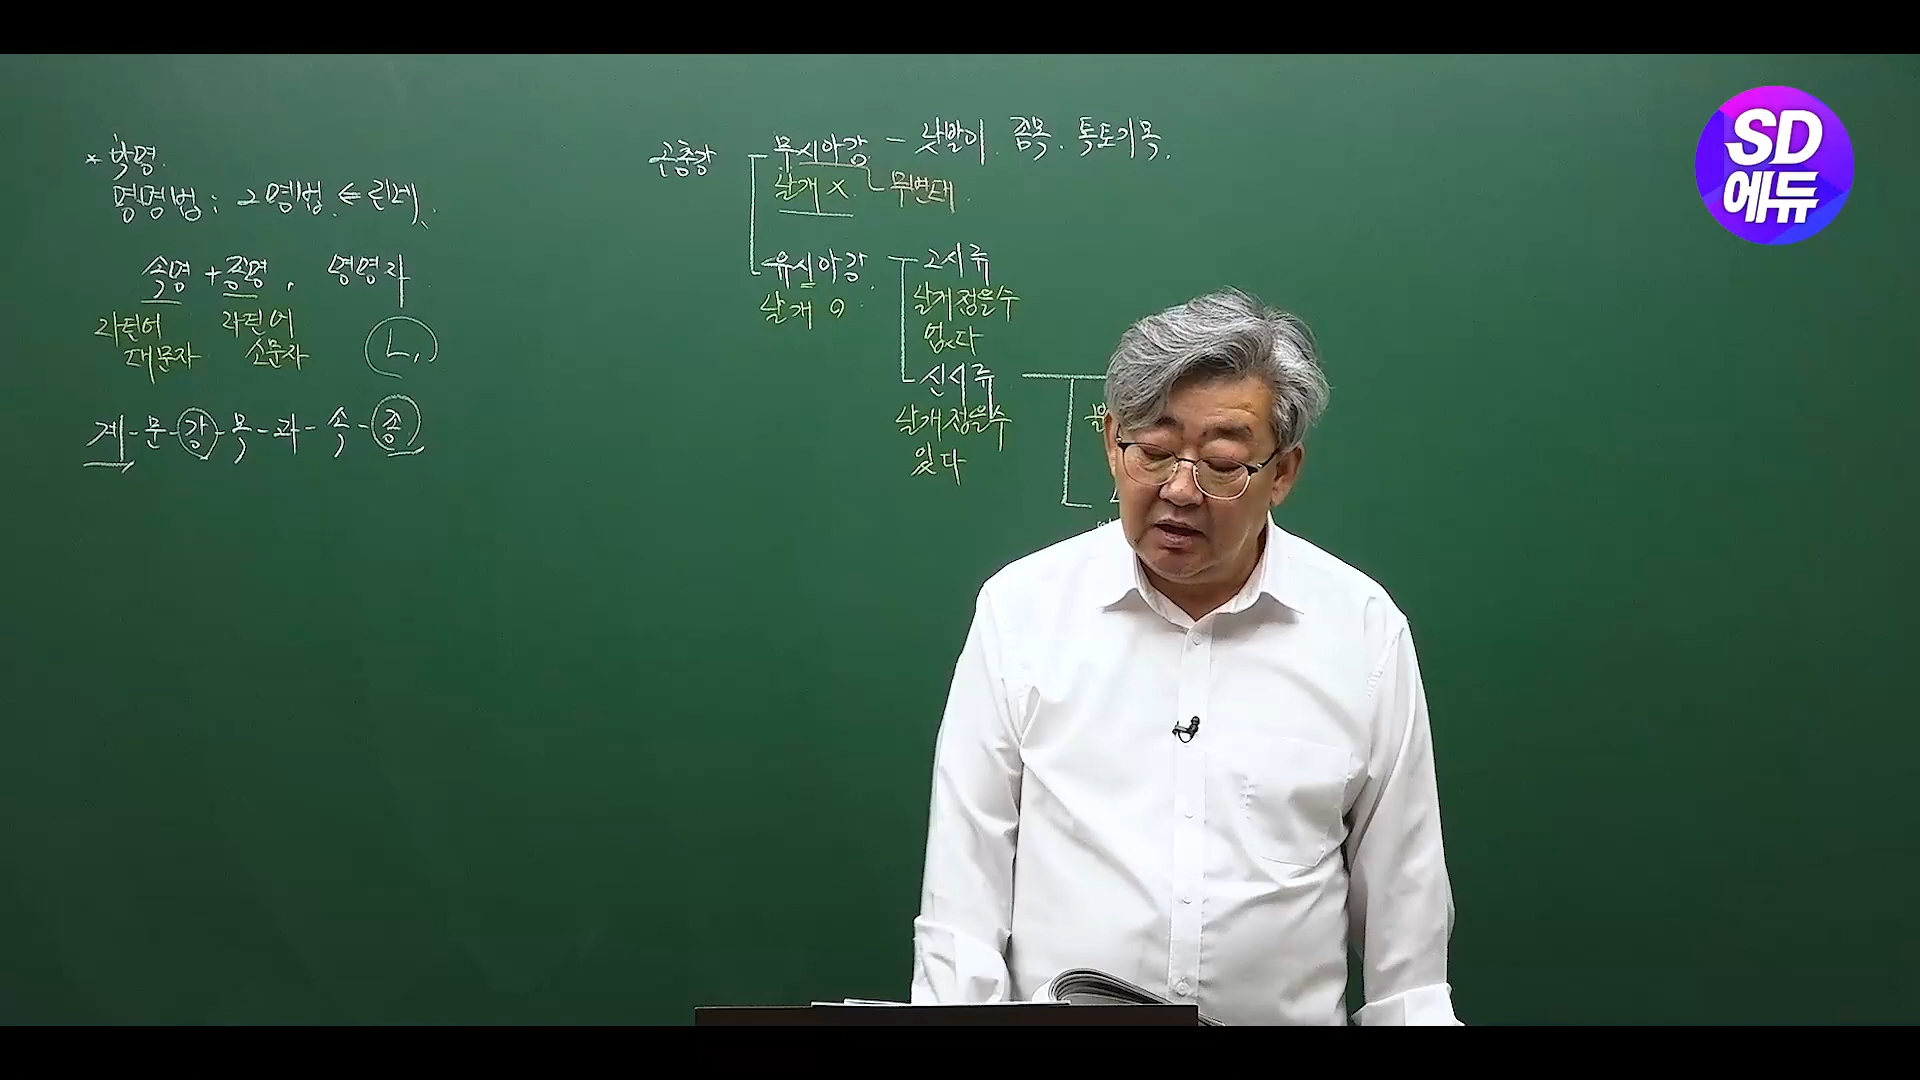 * 학명.
명명법 : 2명법 ← 린네.
속명 + 종명, 명명자
라틴어 라틴어
대문자 소문자 L.
계-문-강-목-과-속-종
곤충강 무시아강 - 낫발이. 좀목. 톡토기목.
날개 X. 무변태.
유시아강 고시류
날개 O. 날개접을수
없다
신시류
날개접을수
있다
SD
에듀